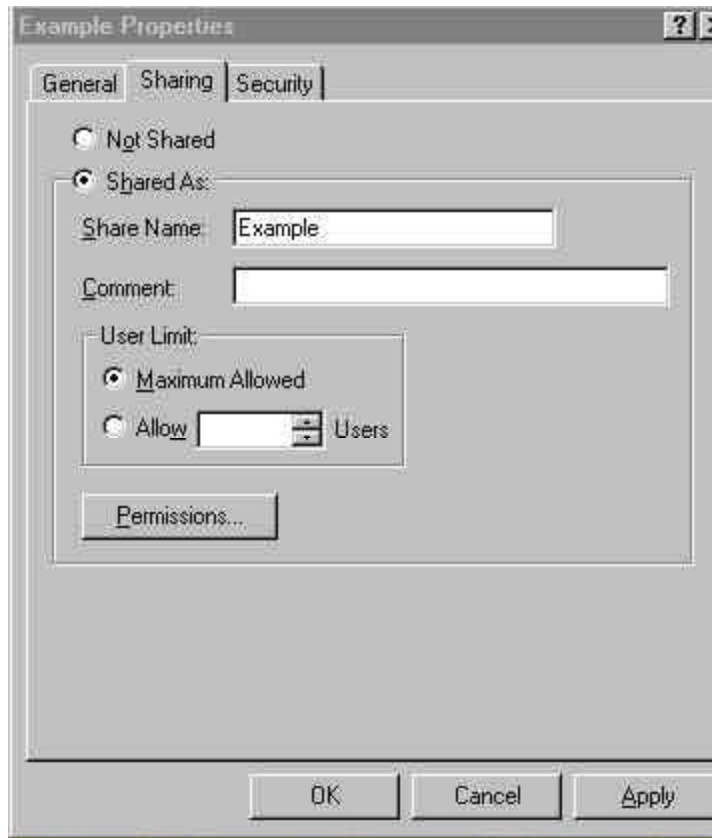 Example Properties
General Sharing Security
Not Shared
Shared As:
Share Name: Example
Comment:
User Limit:
Maximum Allowed
Allow Users
Permissions...
OK Cancel Apply